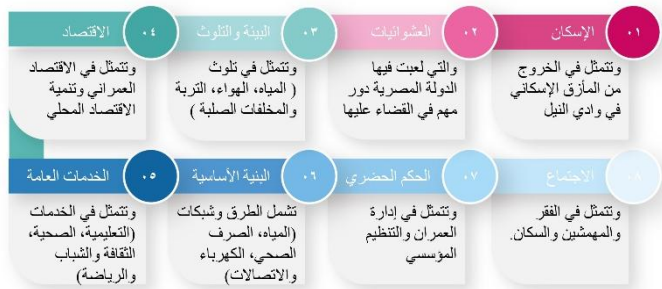 ٠١ الإسكان
وتتمثل في الخروج
من المأزق الإسكاني
في وادي النيل
٠٢ العشوائيات
والتي لعبت فيها
الدولة المصرية دور
مهم في القضاء عليها
٠٣ البيئة والتلوث
وتتمثل في تلوث
( المياه، الهواء، التربة
والمخلفات الصلبة )
٠٤ الاقتصاد
وتتمثل في الاقتصاد
العمراني وتنمية
الاقتصاد المحلي
٠٥ الخدمات العامة
وتتمثل في الخدمات
(التعليمية، الصحية،
الثقافة والشباب
والرياضة)
٠٦ البنية الأساسية
تشمل الطرق وشبكات
(المياه، الصرف
الصحي، الكهرباء
والاتصالات)
٠٧ الحكم الحضري
وتتمثل في إدارة
العمران والتنظيم
المؤسسي
٠٨ الاجتماع
وتتمثل في الفقر
والمهمشين والسكان.